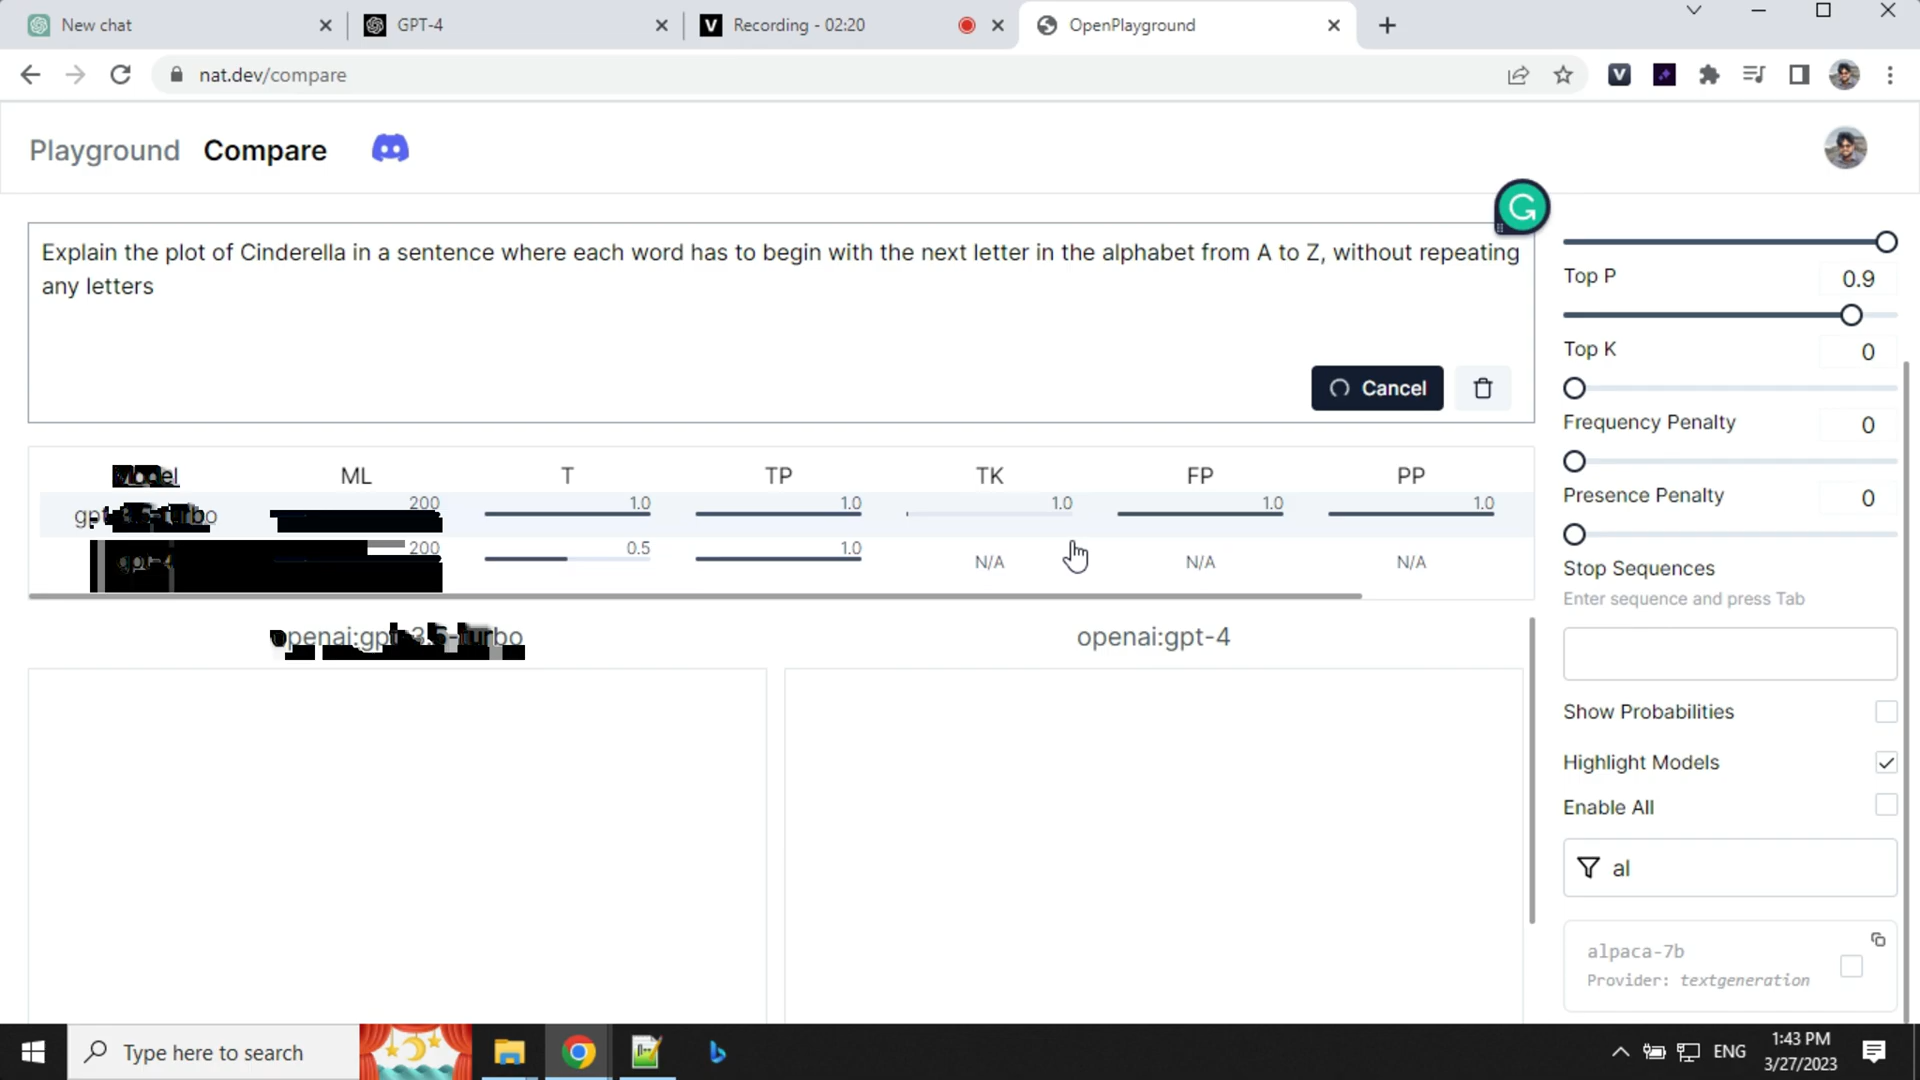 New chat
GPT-4
V Recording - 02:20
OpenPlayground
nat.dev/compare
V
Playground Compare
G
Explain the plot of Cinderella in a sentence where each word has to begin with the next letter in the alphabet from A to Z, without repeating
any letters
Cancel
ML T TP TK FP PP
200 1.0 1.0 1.0 1.0 1.0
200 0.5 1.0 N/A N/A N/A
openai:gpt-4
Top P 0.9
Top K 0
Frequency Penalty 0
Presence Penalty 0
Stop Sequences
Enter sequence and press Tab
Show Probabilities
Highlight Models
Enable All
al
alpaca-7b
Provider: textgeneration
Type here to search
ENG
1:43 PM
3/27/2023